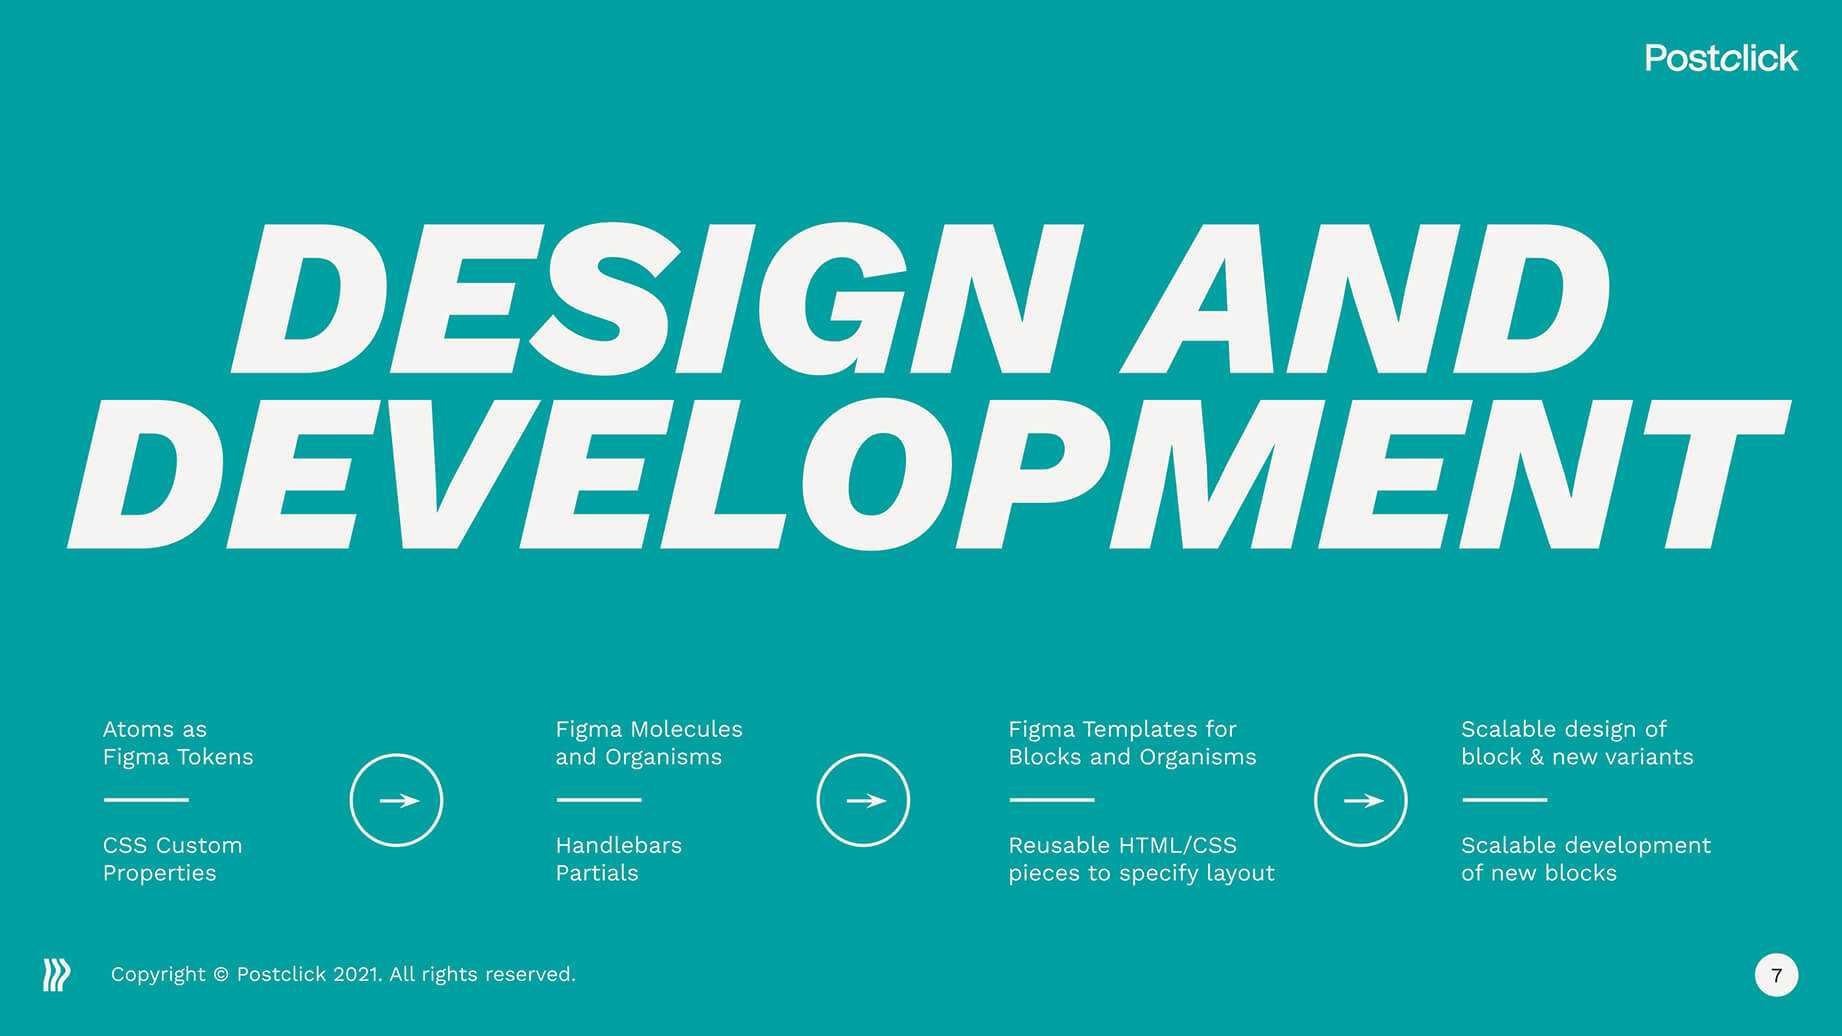 Postclick
DESIGN AND
DEVELOPMENT
Atoms as
Figma Tokens
CSS Custom
Properties
Figma Molecules
and Organisms
Handlebars
Partials
Figma Templates for
Blocks and Organisms
Reusable HTML/CSS
pieces to specify layout
Scalable design of
block & new variants
Scalable development
of new blocks
Copyright © Postclick 2021. All rights reserved.
7